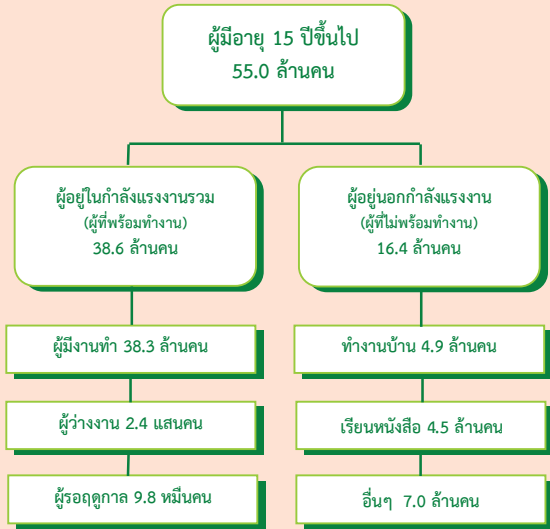 ผู้มีอายุ 15 ปีขึ้นไป
55.0 ล้านคน
ผู้อยู่ในกำลังแรงงานรวม
(ผู้ที่พร้อมทำงาน)
38.6 ล้านคน
ผู้อยู่นอกกำลังแรงงาน
(ผู้ที่ไม่พร้อมทำงาน)
16.4 ล้านคน
ผู้มีงานทำ 38.3 ล้านคน
ทำงานบ้าน 4.9 ล้านคน
ผู้ว่างงาน 2.4 แสนคน
เรียนหนังสือ 4.5 ล้านคน
ผู้รอฤดูกาล 9.8 หมื่นคน
อื่นๆ 7.0 ล้านคน